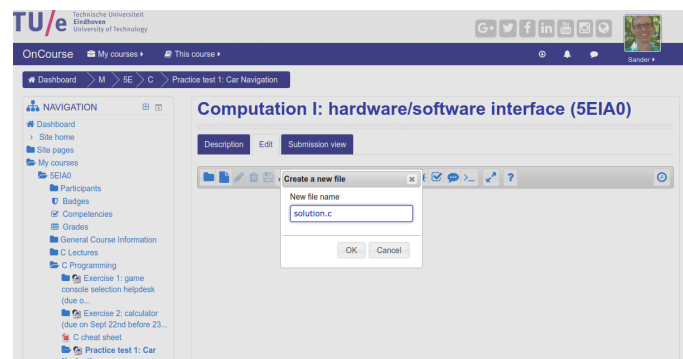 TU/e Technische Universiteit
Eindhoven
University of Technology
G+ f in
OnCourse My courses This course
Sander
Dashboard M 5E C Practice test 1: Car Navigation
NAVIGATION
Dashboard
Site home
Site pages
My courses
5EIA0
Participants
Badges
Competencies
Grades
General Course Information
C Lectures
C Programming
Exercise 1: game
console selection helpdesk
(due o...
Exercise 2: calculator
(due on Sept 22nd before 23...
C cheat sheet
Practice test 1: Car
Computation I: hardware/software interface (5EIA0)
Description Edit Submission view
Create a new file
New file name
solution.c
OK Cancel